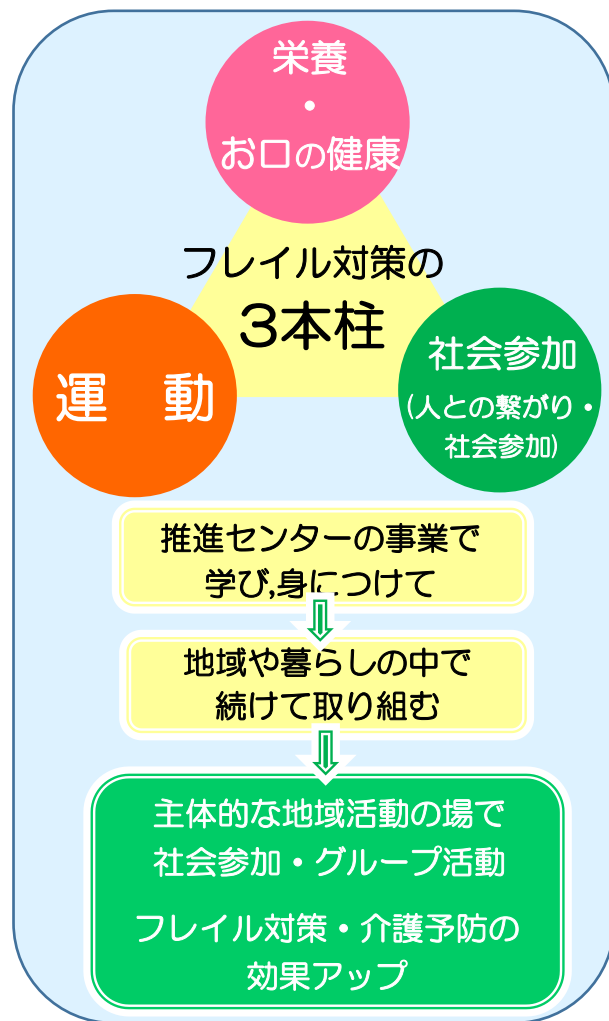 栄養
・
お口の健康
フレイル対策の
3本柱
運　動
社会参加
(人との繋がり・
社会参加)
推進センターの事業で
学び,身につけて
地域や暮らしの中で
続けて取り組む
主体的な地域活動の場で
社会参加・グループ活動
フレイル対策・介護予防の
効果アップ